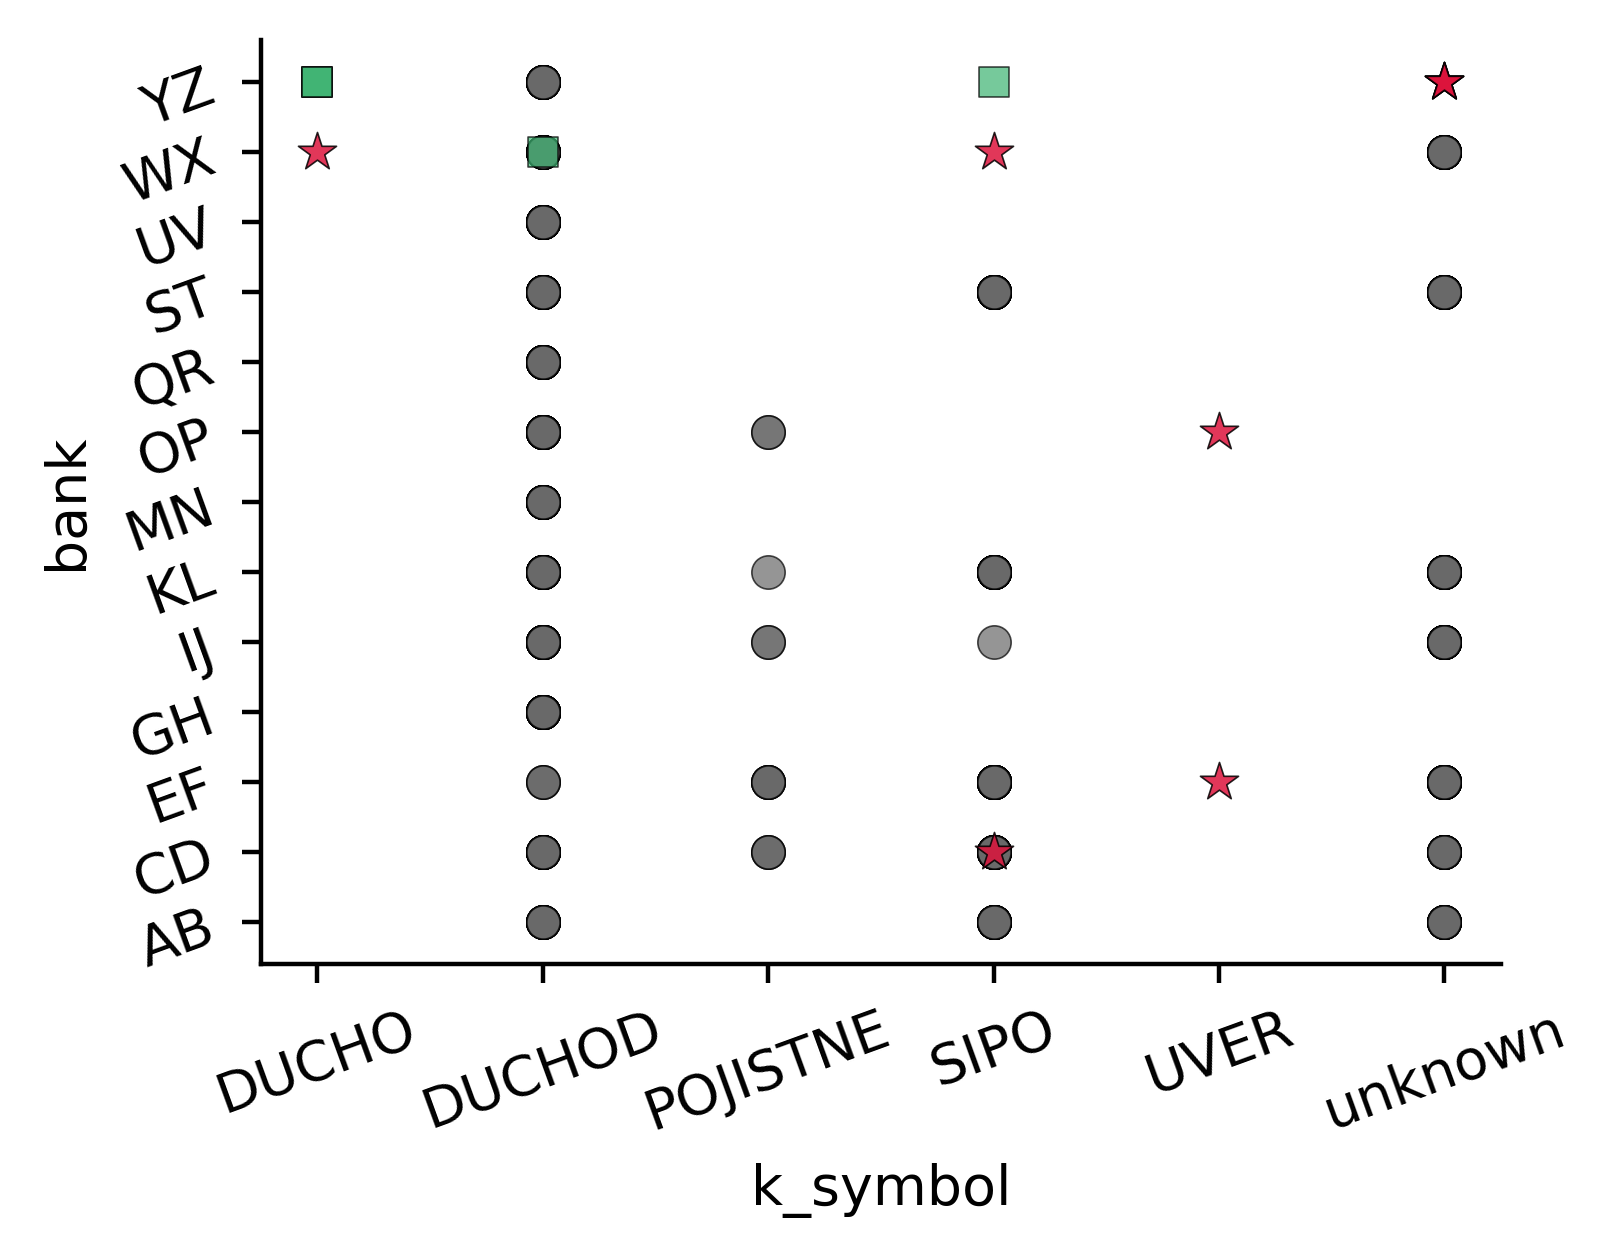 YZ
WX
UV
ST
QR
OP
MN
KL
IJ
GH
EF
CD
AB
bank
DUCHO DUCHOD POJISTNE SIPO UVER unknown
k_symbol